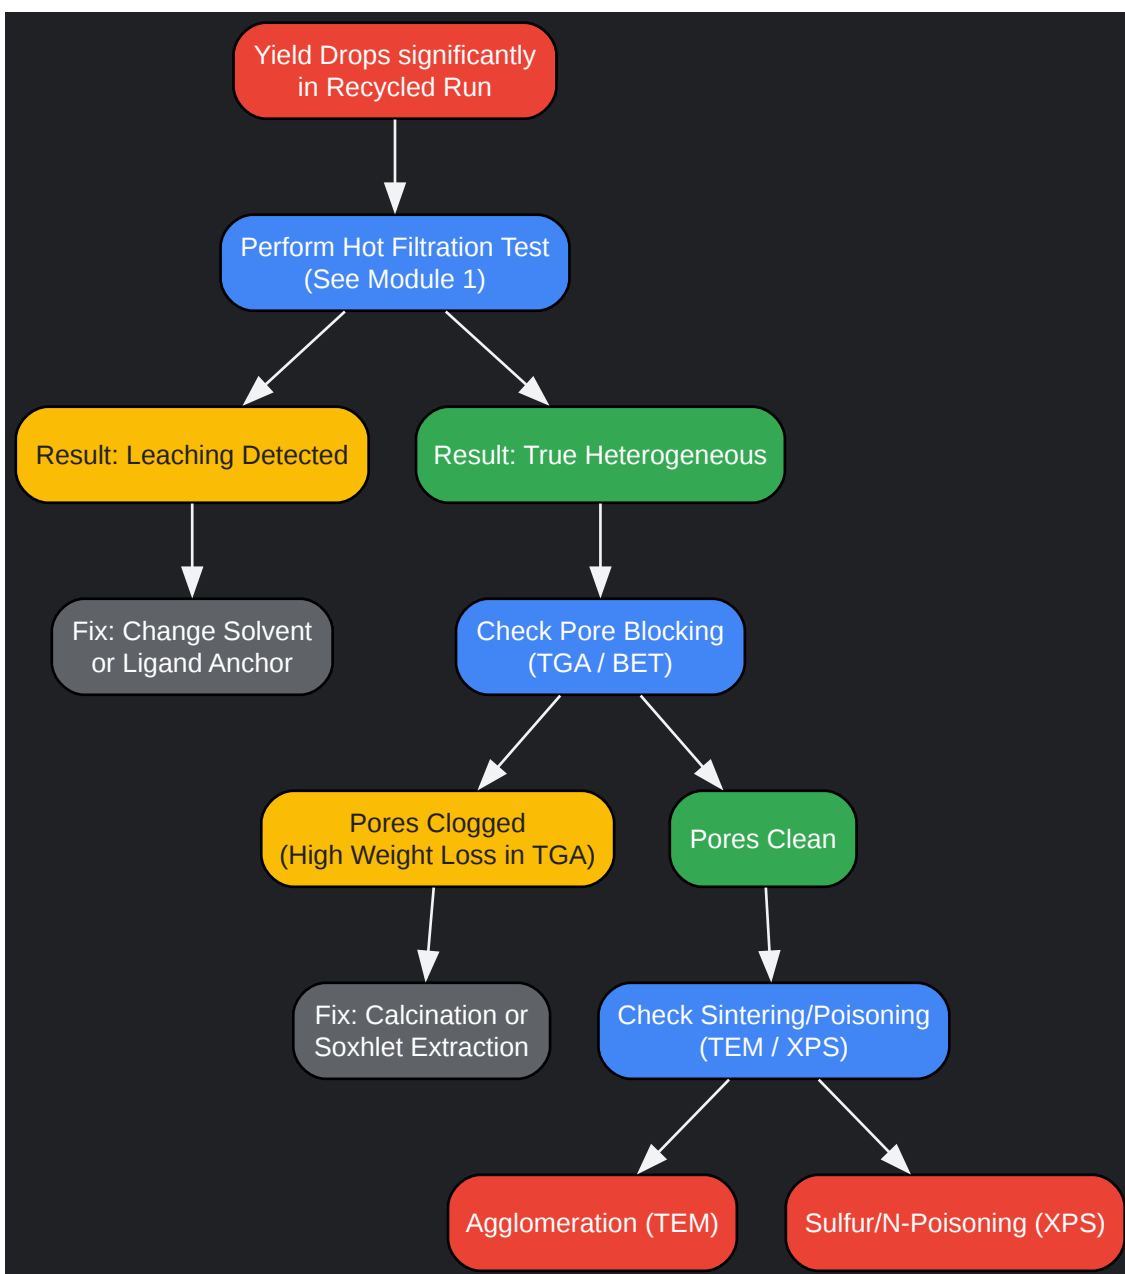 Yield Drops significantly
in Recycled Run
Perform Hot Filtration Test
(See Module 1)
Result: Leaching Detected
Result: True Heterogeneous
Fix: Change Solvent
or Ligand Anchor
Check Pore Blocking
(TGA / BET)
Pores Clogged
(High Weight Loss in TGA)
Pores Clean
Fix: Calcination or
Soxhlet Extraction
Check Sintering/Poisoning
(TEM / XPS)
Agglomeration (TEM)
Sulfur/N-Poisoning (XPS)